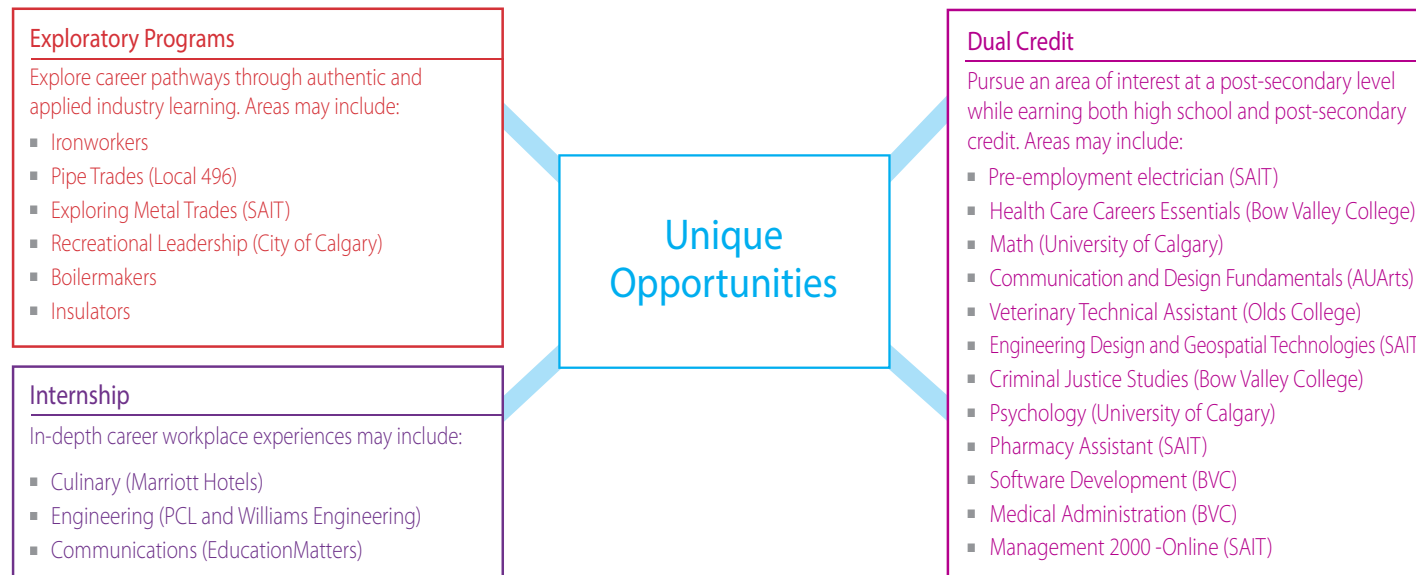 Exploratory Programs
Explore career pathways through authentic and
applied industry learning. Areas may include:
Ironworkers
Pipe Trades (Local 496)
Exploring Metal Trades (SAIT)
Recreational Leadership (City of Calgary)
Boilermakers
Insulators
Internship
In-depth career workplace experiences may include:
Culinary (Marriott Hotels)
Engineering (PCL and Williams Engineering)
Communications (EducationMatters)
Unique
Opportunities
Dual Credit
Pursue an area of interest at a post-secondary level
while earning both high school and post-secondary
credit. Areas may include:
Pre-employment electrician (SAIT)
Health Care Careers Essentials (Bow Valley College)
Math (University of Calgary)
Communication and Design Fundamentals (AUArts)
Veterinary Technical Assistant (Olds College)
Engineering Design and Geospatial Technologies (SAIT
Criminal Justice Studies (Bow Valley College)
Psychology (University of Calgary)
Pharmacy Assistant (SAIT)
Software Development (BVC)
Medical Administration (BVC)
Management 2000 -Online (SAIT)